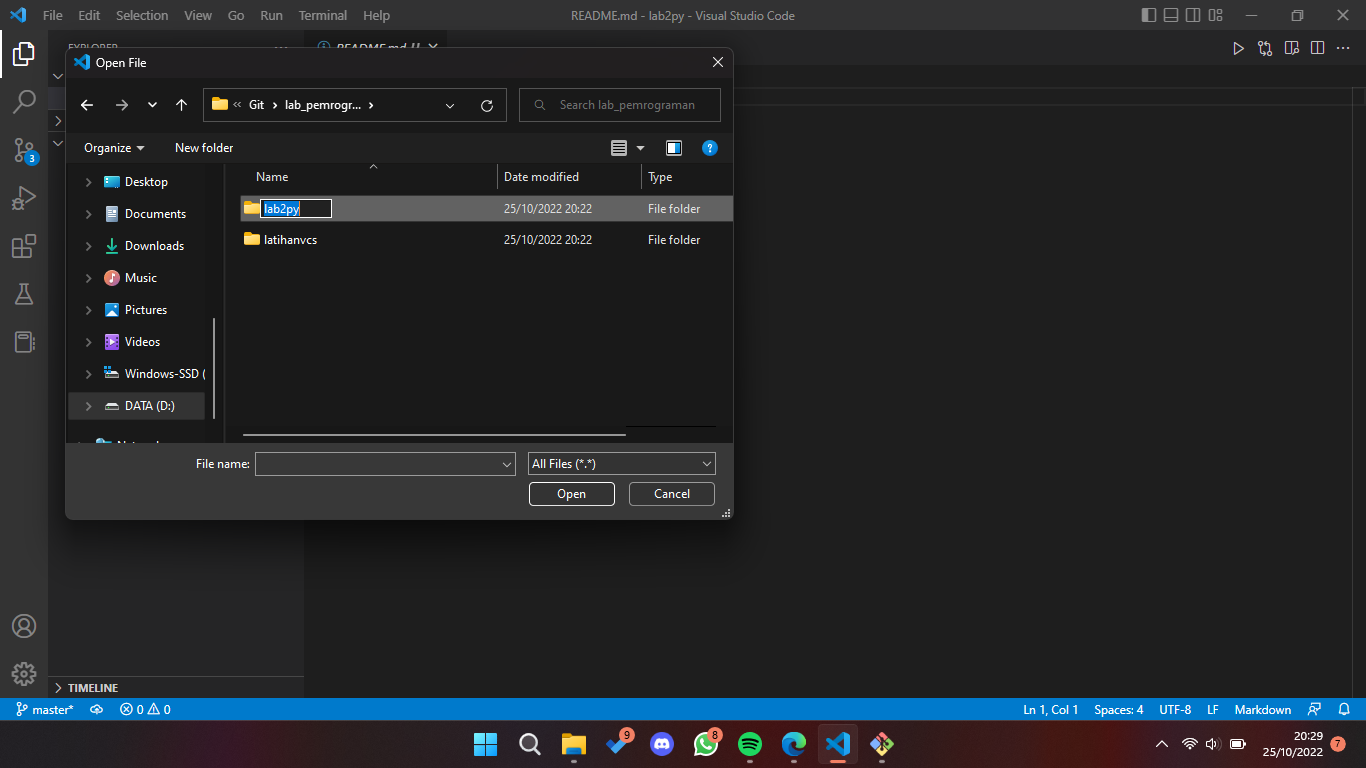 File Edit Selection View Go Run Terminal Help README.md - lab2py - Visual Studio Code
EXPLORER README.md U
Open File
Git lab_pemrogr...
Search lab_pemrograman
Organize New folder
Name Date modified Type
Desktop
Documents
Downloads
Music
Pictures
Videos
Windows-SSD (
DATA (D:)
lab2py 25/10/2022 20:22 File folder
latihanvcs 25/10/2022 20:22 File folder
File name: All Files (*.*)
Open Cancel
3
TIMELINE
master* 0 0 Ln 1, Col 1 Spaces: 4 UTF-8 LF Markdown
9 8
20:29
25/10/2022 7